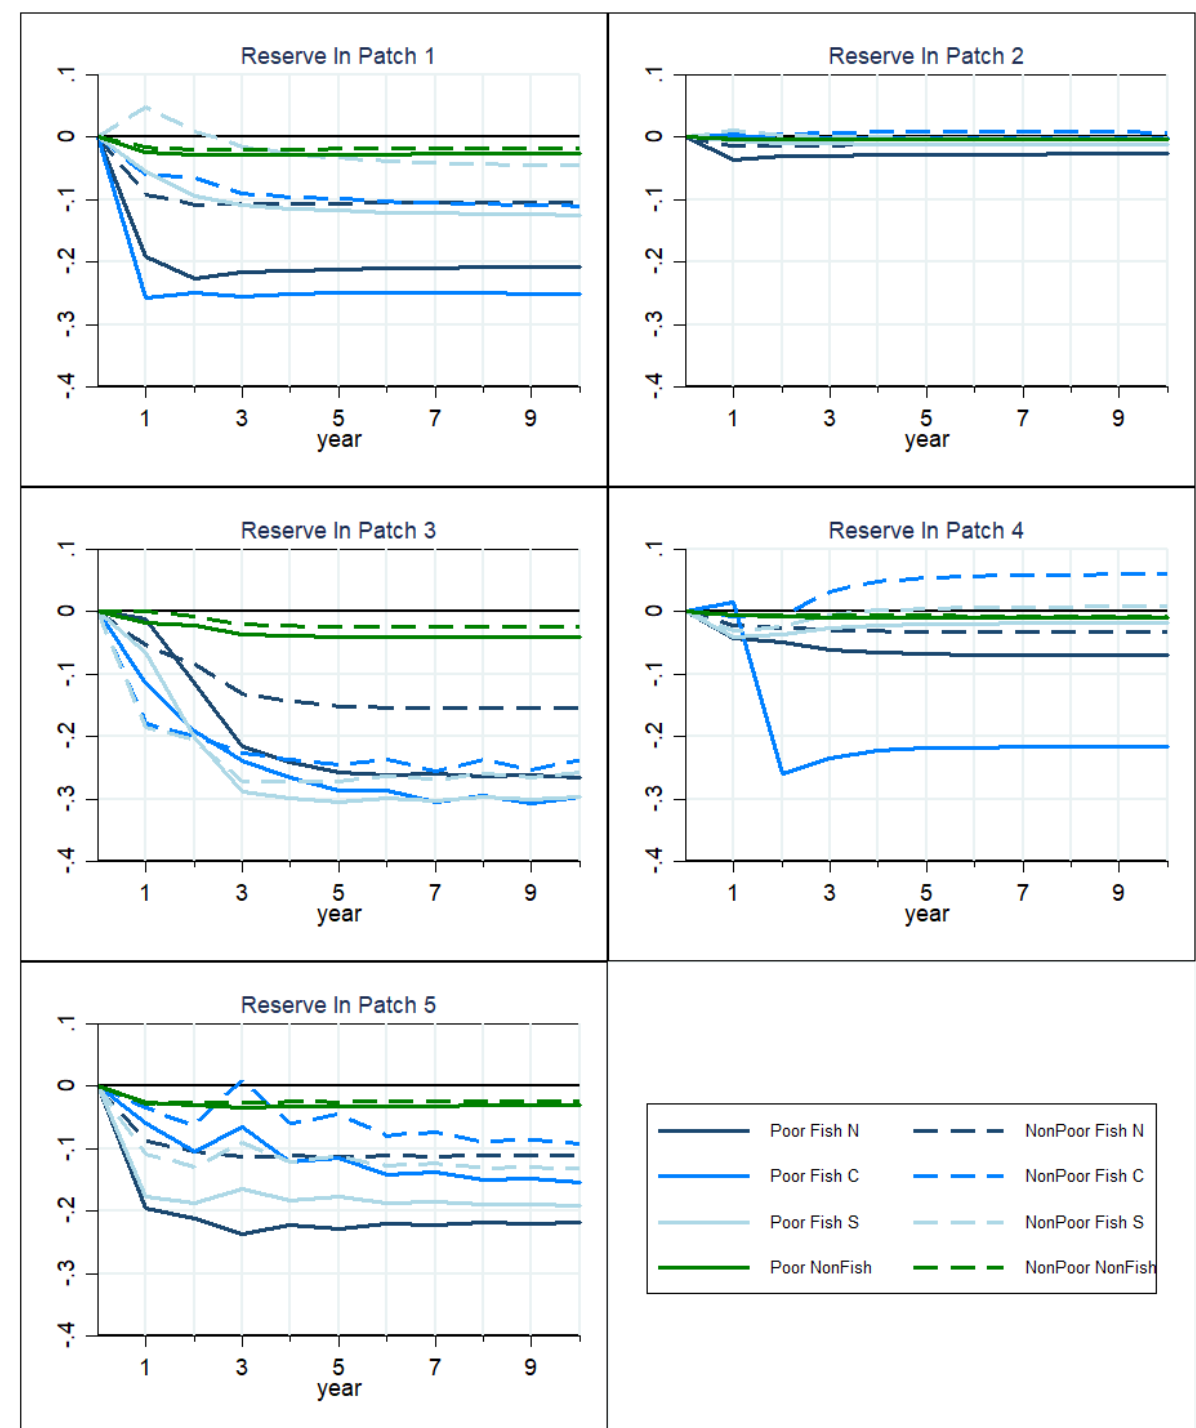 Reserve In Patch 1
.1
0
-.1
-.2
-.3
-.4
1 3 5 7 9
year
Reserve In Patch 2
.1
0
-.1
-.2
-.3
-.4
1 3 5 7 9
year
Reserve In Patch 3
.1
0
-.1
-.2
-.3
-.4
1 3 5 7 9
year
Reserve In Patch 4
.1
0
-.1
-.2
-.3
-.4
1 3 5 7 9
year
Reserve In Patch 5
.1
0
-.1
-.2
-.3
-.4
1 3 5 7 9
year
Poor Fish N NonPoor Fish N
Poor Fish C NonPoor Fish C
Poor Fish S NonPoor Fish S
Poor NonFish NonPoor NonFish